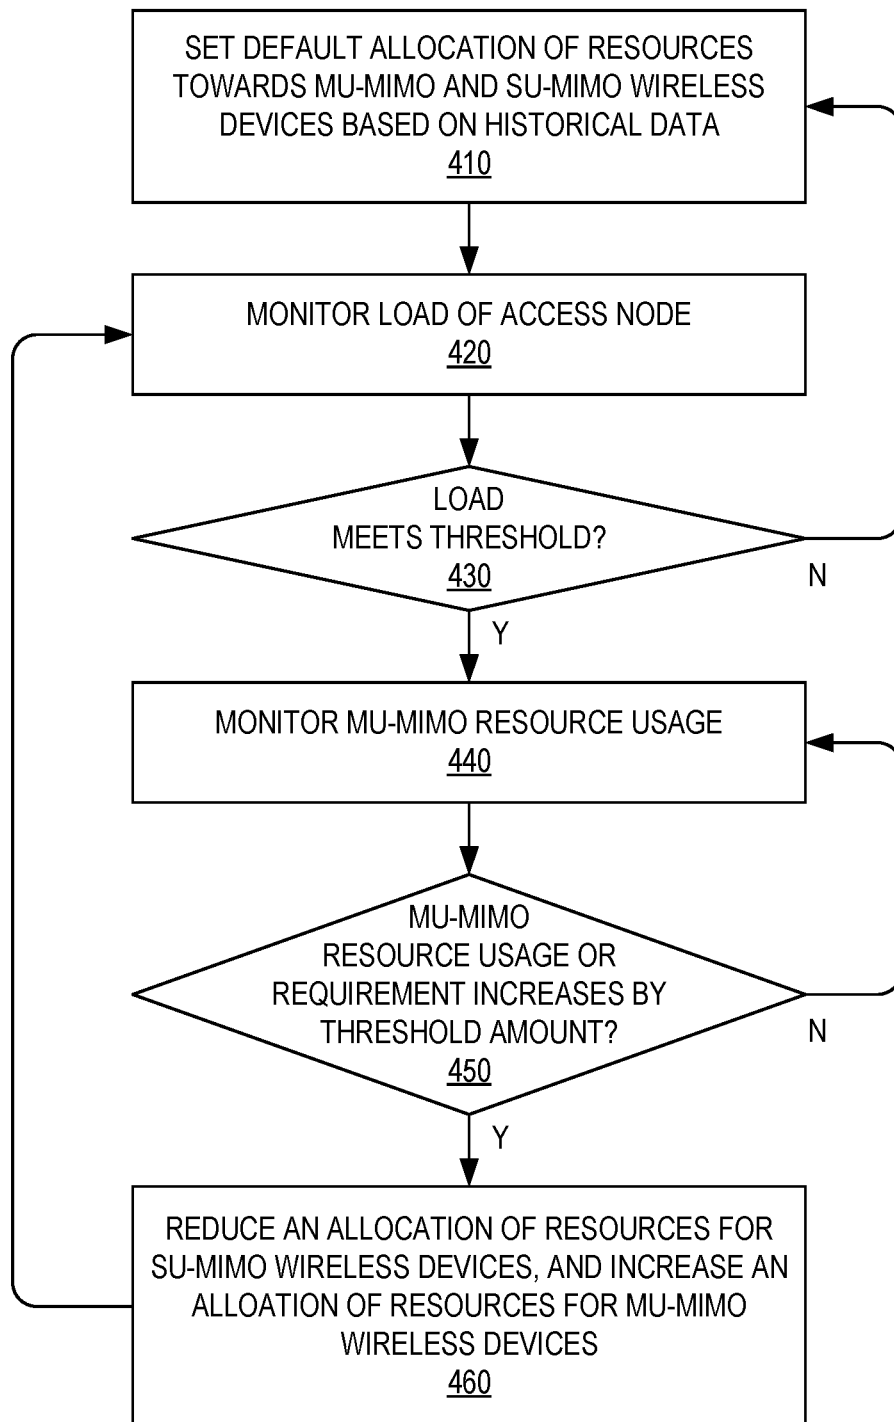 SET DEFAULT ALLOCATION OF RESOURCES
TOWARDS MU-MIMO AND SU-MIMO WIRELESS
DEVICES BASED ON HISTORICAL DATA
410
MONITOR LOAD OF ACCESS NODE
420
LOAD
MEETS THRESHOLD?
430
N
Y
MONITOR MU-MIMO RESOURCE USAGE
440
MU-MIMO
RESOURCE USAGE OR
REQUIREMENT INCREASES BY
THRESHOLD AMOUNT?
450
N
Y
REDUCE AN ALLOCATION OF RESOURCES FOR
SU-MIMO WIRELESS DEVICES, AND INCREASE AN
ALLOATION OF RESOURCES FOR MU-MIMO
WIRELESS DEVICES
460